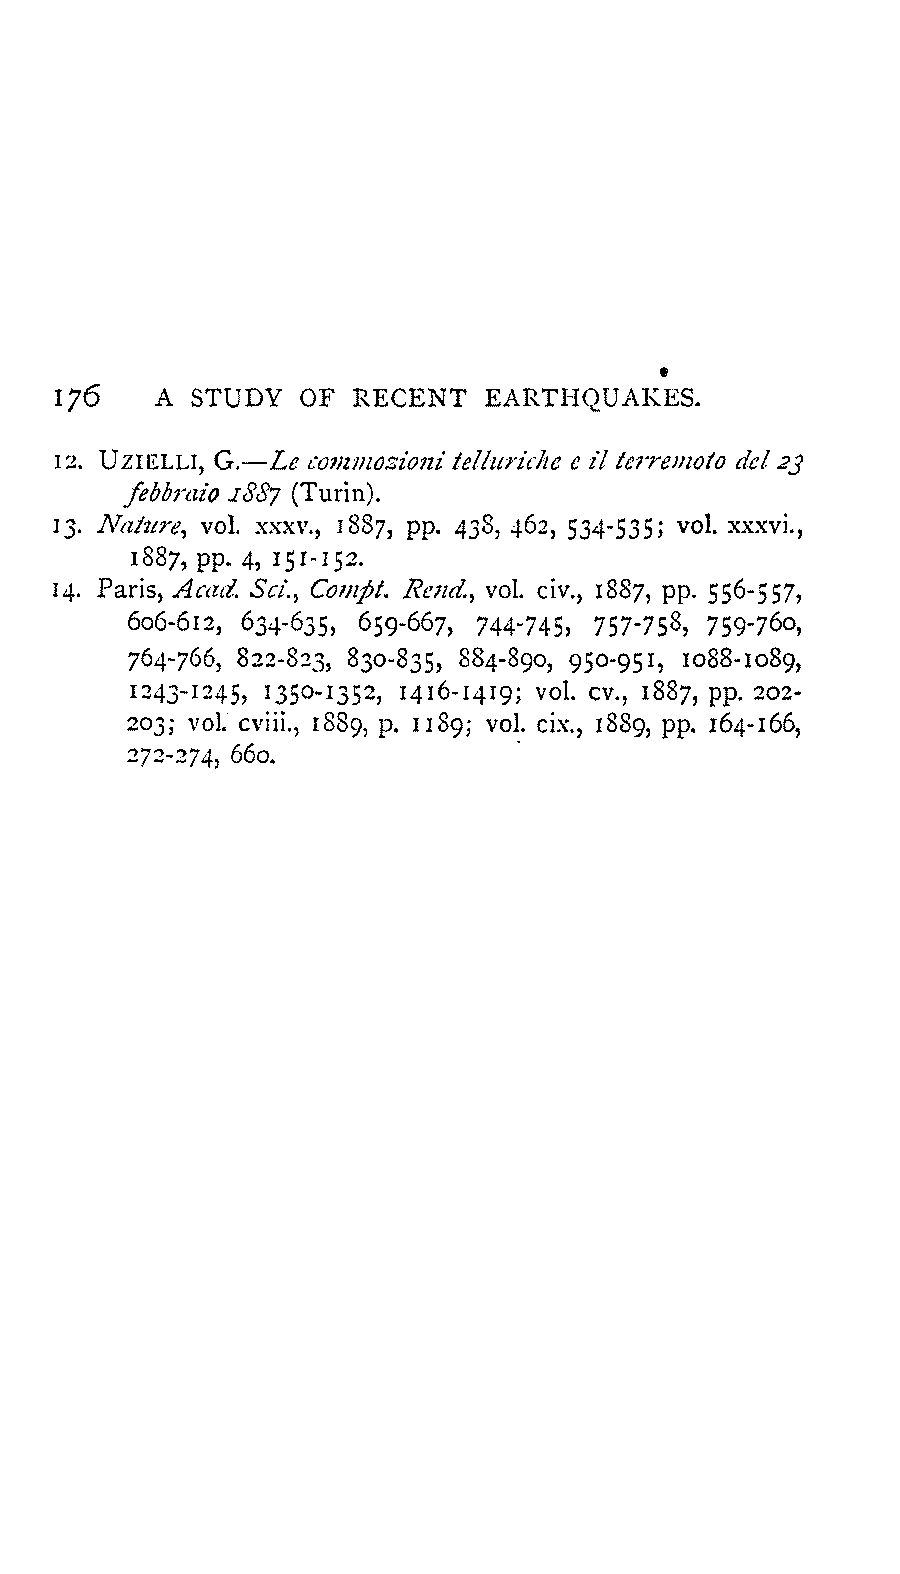 176 A STUDY OF RECENT EARTHQUAKES.
12. UZIELLI, G.—Le commozioni telluriche e il terremoto del 23
febbraio 1887 (Turin).
13. Nature, vol. xxxv., 1887, pp. 438, 462, 534-535; vol. xxxvi.,
1887, pp. 4, 151-152.
14. Paris, Acad. Sci., Compt. Rend., vol. civ., 1887, pp. 556-557,
606-612, 634-635, 659-667, 744-745, 757-758, 759-760,
764-766, 822-823, 830-835, 884-890, 950-951, 1088-1089,
1243-1245, 1350-1352, 1416-1419; vol. cv., 1887, pp. 202-
203; vol. cviii., 1889, p. 1189; vol. cix., 1889, pp. 164-166,
272-274, 660.